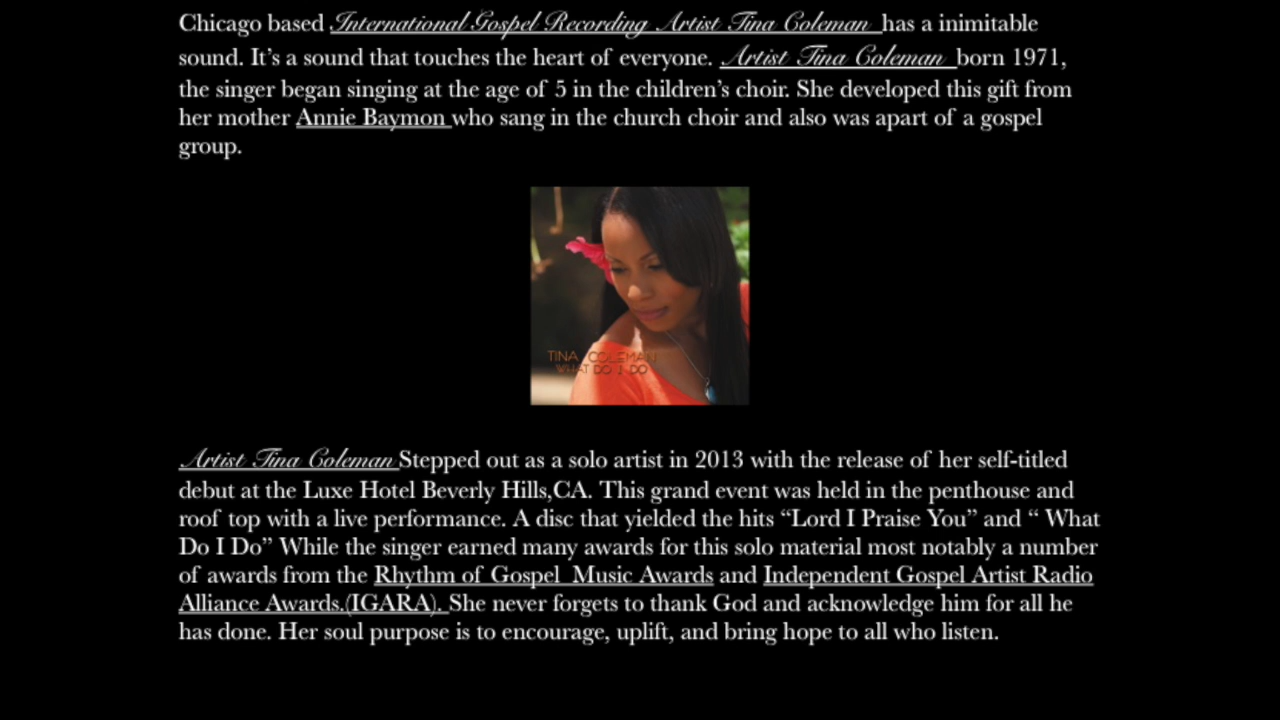 Chicago based International Gospel Recording Artist Tina Coleman has a inimitable
sound. It’s a sound that touches the heart of everyone. Artist Tina Coleman born 1971,
the singer began singing at the age of 5 in the children’s choir. She developed this gift from
her mother Annie Baymon who sang in the church choir and also was apart of a gospel
group.
TINA COLEMAN
WHAT DO I DO
Artist Tina Coleman Stepped out as a solo artist in 2013 with the release of her self-titled
debut at the Luxe Hotel Beverly Hills,CA. This grand event was held in the penthouse and
roof top with a live performance. A disc that yielded the hits “Lord I Praise You” and “ What
Do I Do” While the singer earned many awards for this solo material most notably a number
of awards from the Rhythm of Gospel Music Awards and Independent Gospel Artist Radio
Alliance Awards.(IGARA). She never forgets to thank God and acknowledge him for all he
has done. Her soul purpose is to encourage, uplift, and bring hope to all who listen.